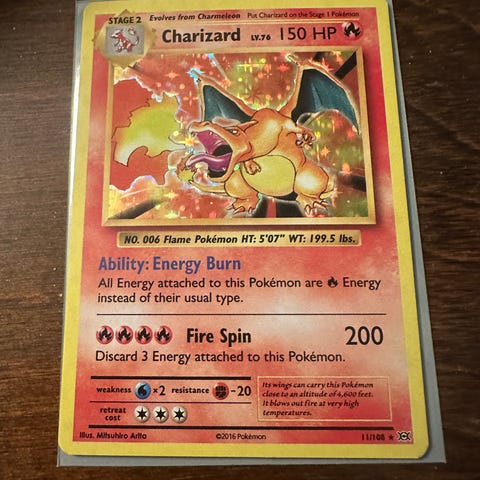 STAGE 2 Evolves from Charmeleon Put Charizard on the Stage 1 Pokémon
Charizard LV.76 150 HP
NO. 006 Flame Pokémon HT: 5'07" WT: 199.5 lbs.
Ability: Energy Burn
All Energy attached to this Pokémon are Energy
instead of their usual type.
Fire Spin 200
Discard 3 Energy attached to this Pokémon.
weakness ×2 resistance -20
retreat
cost
Its wings can carry this Pokémon
close to an altitude of 4,600 feet.
It blows out fire at very high
temperatures.
Illus. Mitsuhiro Arita ©2016 Pokémon 11/108